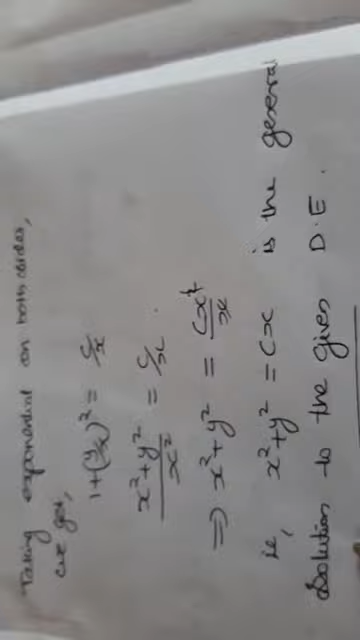 Taking exponential on both sides,
we get,
1+(y/x)² = c/x
x²+y²/x² = c/x.
⇒ x²+y² = cx²/x
ie, x²+y² = cx is the general
solution to the given D.E.